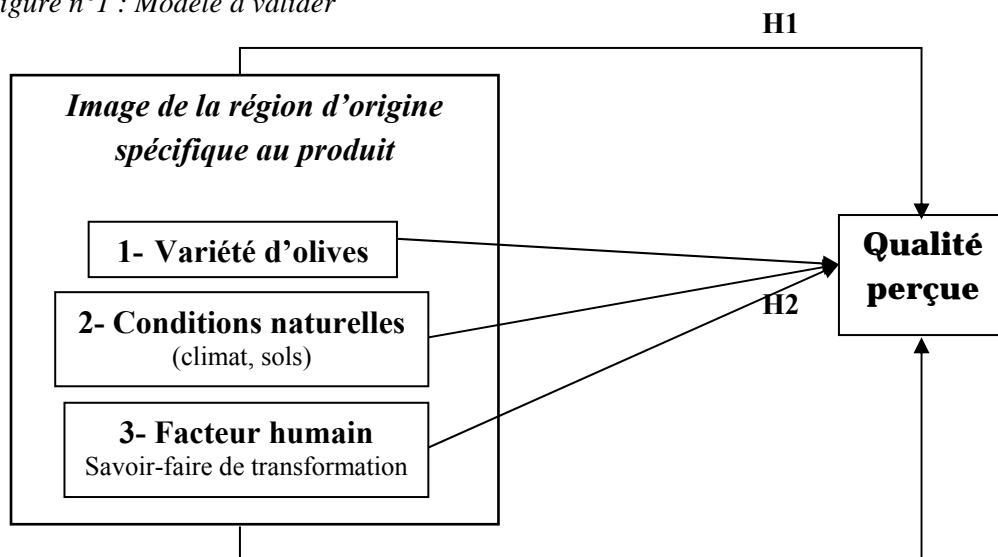 igure n°1 : Modèle à valider
H1
Image de la région d'origine
spécifique au produit
1- Variété d'olives
2- Conditions naturelles
(climat, sols)
3- Facteur humain
Savoir-faire de transformation
H2
Qualité
perçue